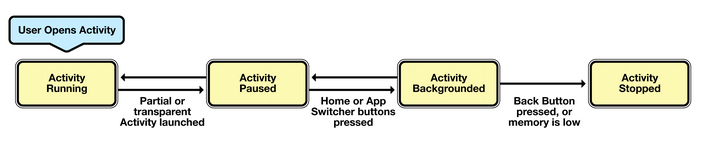 User Opens Activity
Activity
Running
Activity
Paused
Activity
Backgrounded
Activity
Stopped
Partial or
transparent
Activity launched
Home or App
Switcher buttons
pressed
Back Button
pressed, or
memory is low